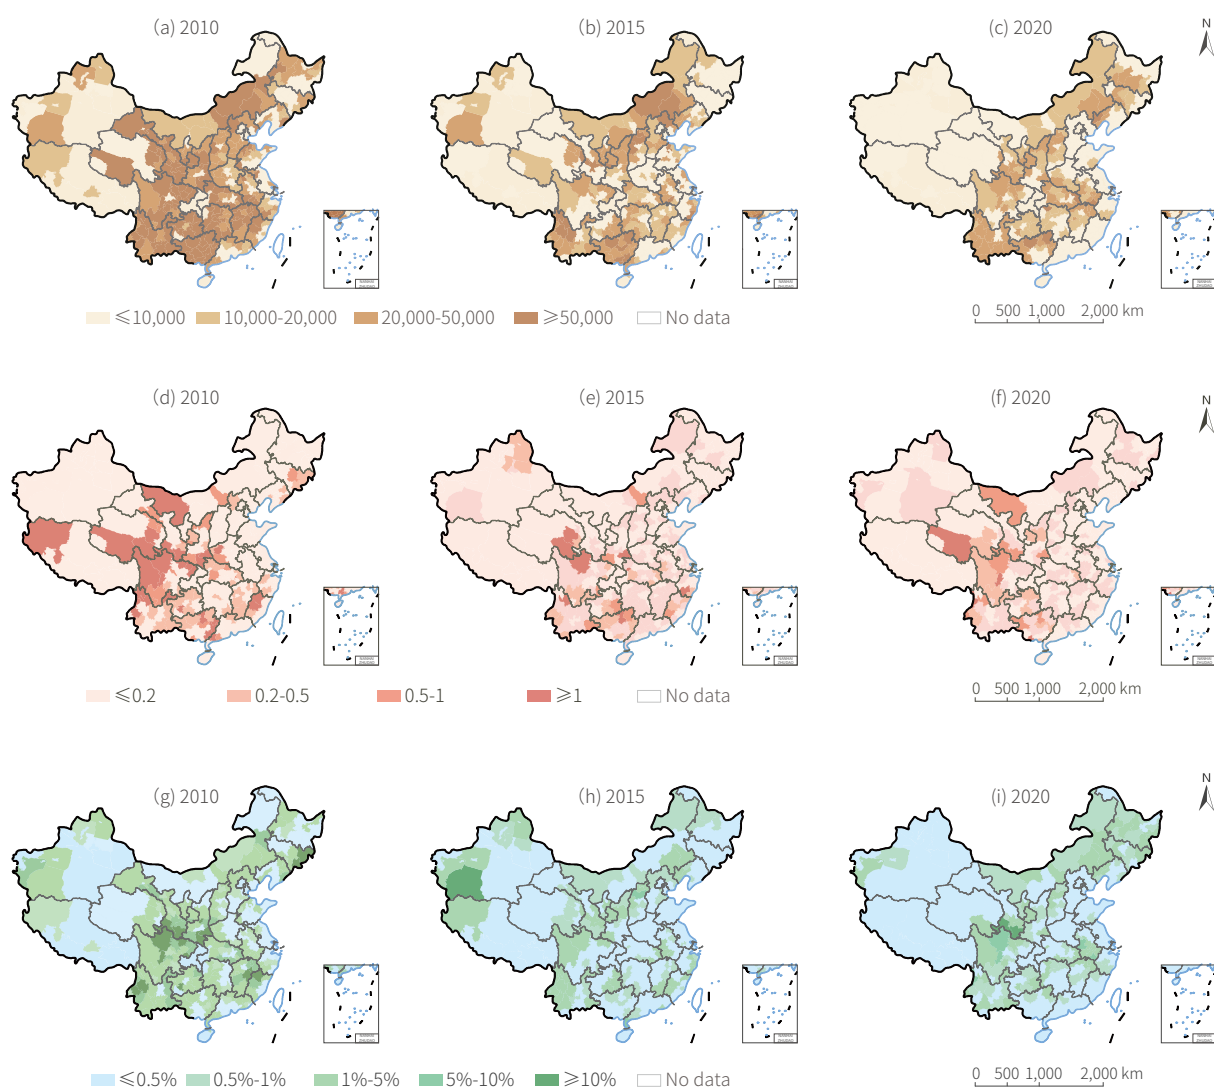 (a) 2010
(b) 2015
(c) 2020
N
≤10,000 10,000-20,000 20,000-50,000 ≥50,000 No data
0 500 1,000 2,000 km
(d) 2010
(e) 2015
(f) 2020
N
≤0.2 0.2-0.5 0.5-1 ≥1 No data
0 500 1,000 2,000 km
(g) 2010
(h) 2015
(i) 2020
N
≤0.5% 0.5%-1% 1%-5% 5%-10% ≥10% No data
0 500 1,000 2,000 km